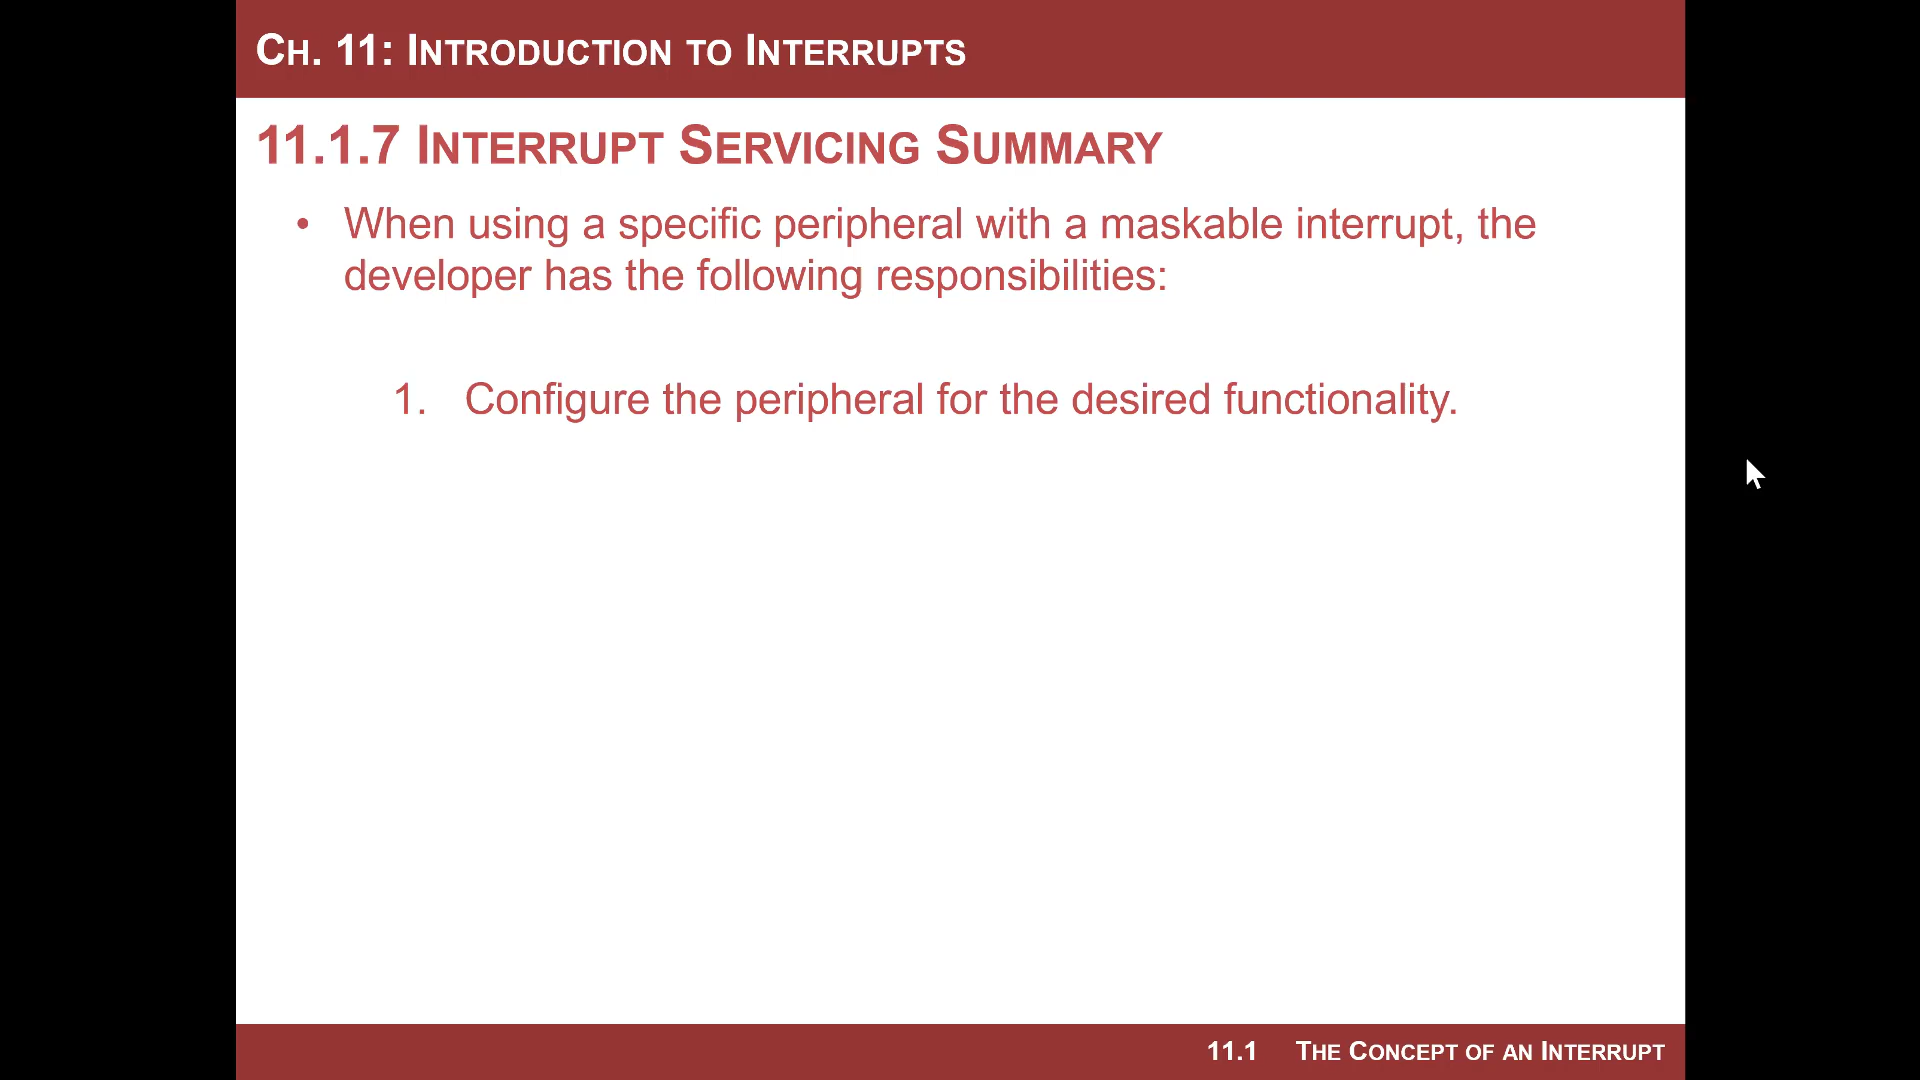 CH. 11: INTRODUCTION TO INTERRUPTS
11.1.7 INTERRUPT SERVICING SUMMARY
• When using a specific peripheral with a maskable interrupt, the
developer has the following responsibilities:
1. Configure the peripheral for the desired functionality.
11.1 THE CONCEPT OF AN INTERRUPT